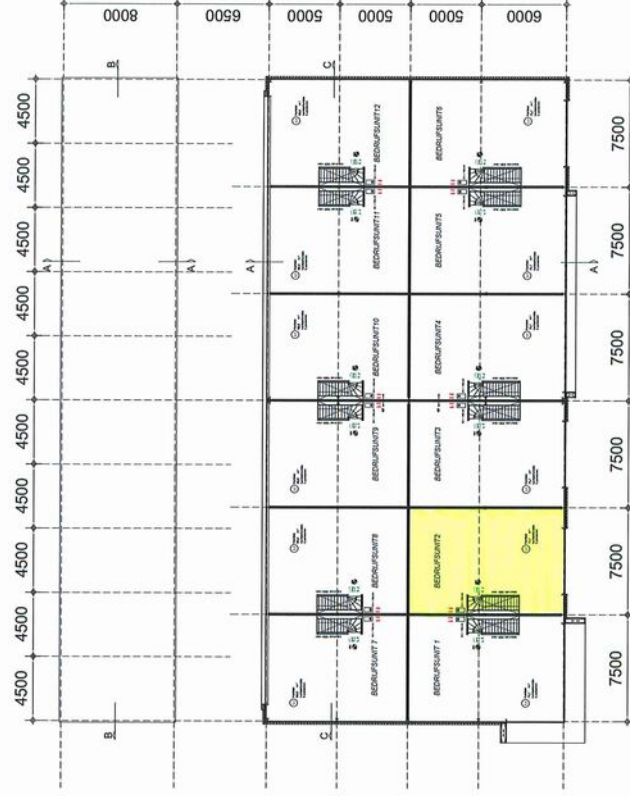 8000
6500
5000
5000
5000
6000
B
C
4500
4500
4500
4500
4500
4500
4500
4500
4500
4500
A
A
A
A
BEDRIJFSUNIT12
BEDRIJFSUNIT6
BEDRIJFSUNIT11
BEDRIJFSUNIT5
BEDRIJFSUNIT10
BEDRIJFSUNIT4
BEDRIJFSUNIT9
BEDRIJFSUNIT3
BEDRIJFSUNIT8
BEDRIJFSUNIT2
BEDRIJFSUNIT 7
BEDRIJFSUNIT 1
7500
7500
7500
7500
7500
7500
B
C